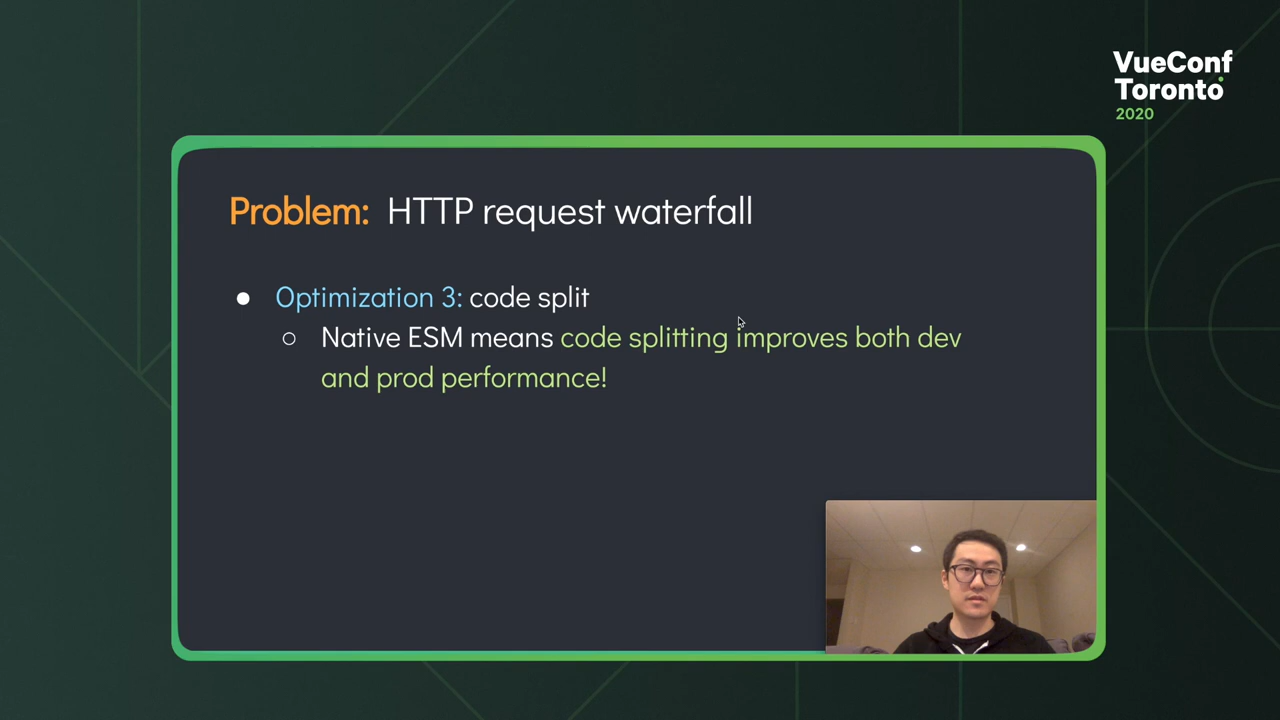 VueConf
Toronto
2020
Problem: HTTP request waterfall
● Optimization 3: code split
○ Native ESM means code splitting improves both dev
and prod performance!